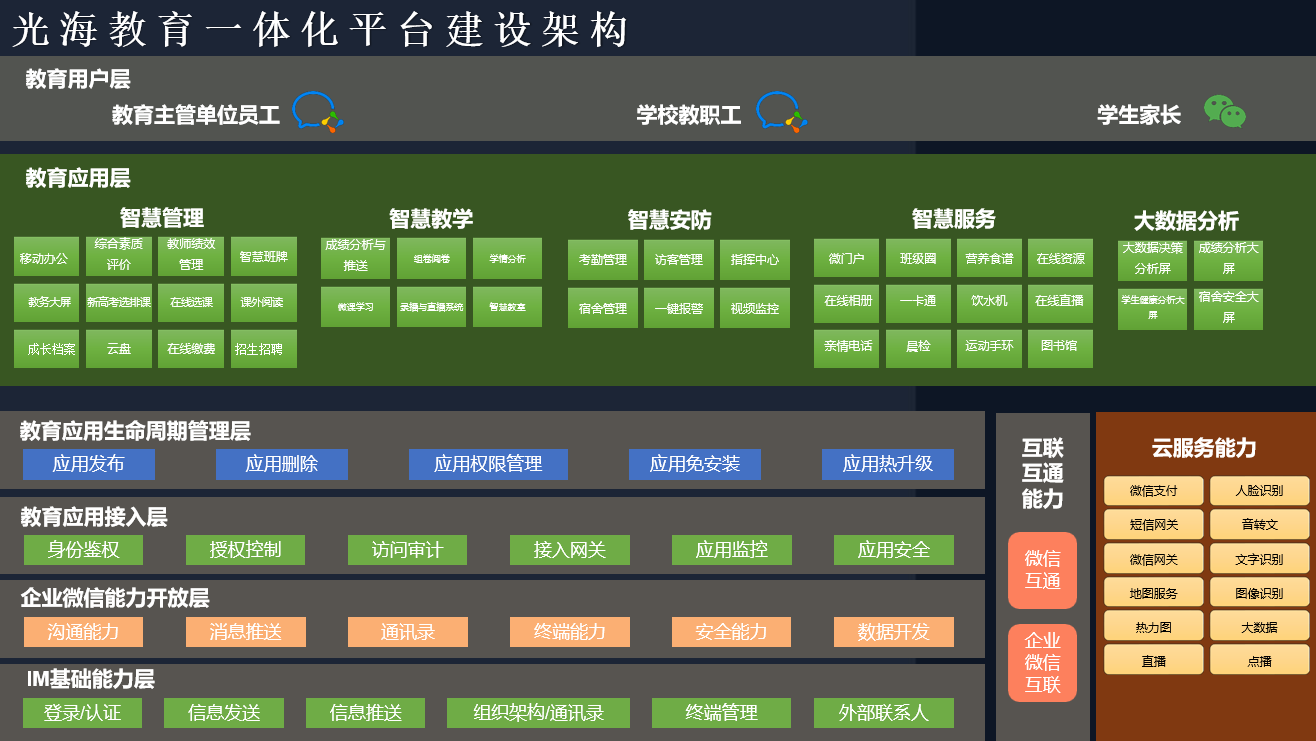 光海教育一体化平台建设架构
教育用户层
教育主管单位员工
学校教职工
学生家长
教育应用层
智慧管理
移动办公
综合素质
评价
教师绩效
管理
智慧班牌
教务大屏
新高考选排课
在线选课
课外阅读
成长档案
云盘
在线缴费
招生招聘
智慧教学
成绩分析与
推送
组卷阅卷
学情分析
微课学习
录播与直播系统
智慧教室
智慧安防
考勤管理
访客管理
指挥中心
宿舍管理
一键报警
视频监控
智慧服务
微门户
班级圈
营养食谱
在线资源
在线相册
一卡通
饮水机
在线直播
亲情电话
晨检
运动手环
图书馆
大数据分析
大数据决策
分析屏
成绩分析大
屏
学生健康分析大
屏
宿舍安全大
屏
教育应用生命周期管理层
应用发布
应用删除
应用权限管理
应用免安装
应用热升级
教育应用接入层
身份鉴权
授权控制
访问审计
接入网关
应用监控
应用安全
企业微信能力开放层
沟通能力
消息推送
通讯录
终端能力
安全能力
数据开发
IM基础能力层
登录/认证
信息发送
信息推送
组织架构/通讯录
终端管理
外部联系人
互联
互通
能力
微信
互通
企业
微信
互联
云服务能力
微信支付
人脸识别
短信网关
音转文
微信网关
文字识别
地图服务
图像识别
热力图
大数据
直播
点播